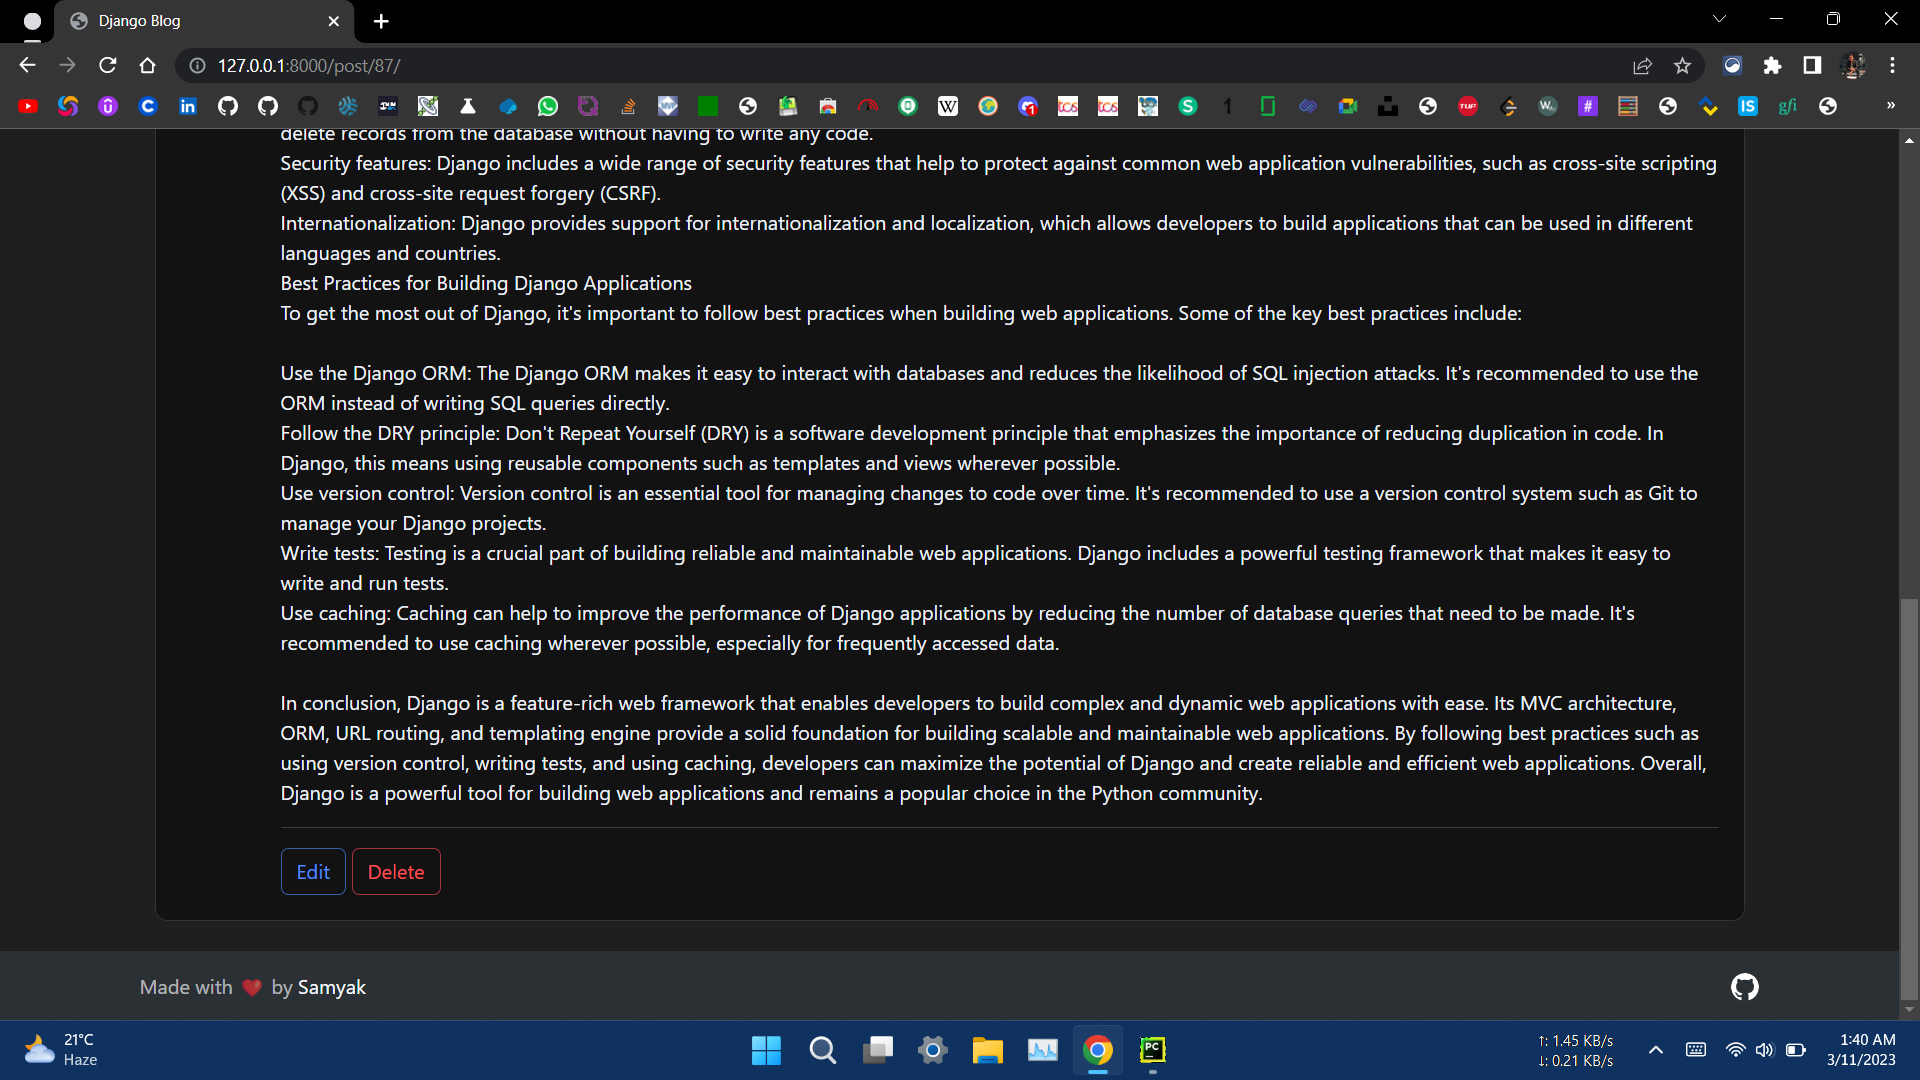 Django Blog
127.0.0.1:8000/post/87/
delete records from the database without having to write any code.
Security features: Django includes a wide range of security features that help to protect against common web application vulnerabilities, such as cross-site scripting
(XSS) and cross-site request forgery (CSRF).
Internationalization: Django provides support for internationalization and localization, which allows developers to build applications that can be used in different
languages and countries.
Best Practices for Building Django Applications
To get the most out of Django, it's important to follow best practices when building web applications. Some of the key best practices include:
Use the Django ORM: The Django ORM makes it easy to interact with databases and reduces the likelihood of SQL injection attacks. It's recommended to use the
ORM instead of writing SQL queries directly.
Follow the DRY principle: Don't Repeat Yourself (DRY) is a software development principle that emphasizes the importance of reducing duplication in code. In
Django, this means using reusable components such as templates and views wherever possible.
Use version control: Version control is an essential tool for managing changes to code over time. It's recommended to use a version control system such as Git to
manage your Django projects.
Write tests: Testing is a crucial part of building reliable and maintainable web applications. Django includes a powerful testing framework that makes it easy to
write and run tests.
Use caching: Caching can help to improve the performance of Django applications by reducing the number of database queries that need to be made. It's
recommended to use caching wherever possible, especially for frequently accessed data.
In conclusion, Django is a feature-rich web framework that enables developers to build complex and dynamic web applications with ease. Its MVC architecture,
ORM, URL routing, and templating engine provide a solid foundation for building scalable and maintainable web applications. By following best practices such as
using version control, writing tests, and using caching, developers can maximize the potential of Django and create reliable and efficient web applications. Overall,
Django is a powerful tool for building web applications and remains a popular choice in the Python community.
Edit Delete
Made with ❤ by Samyak
21°C
Haze
↑: 1.45 KB/s
↓: 0.21 KB/s
1:40 AM
3/11/2023